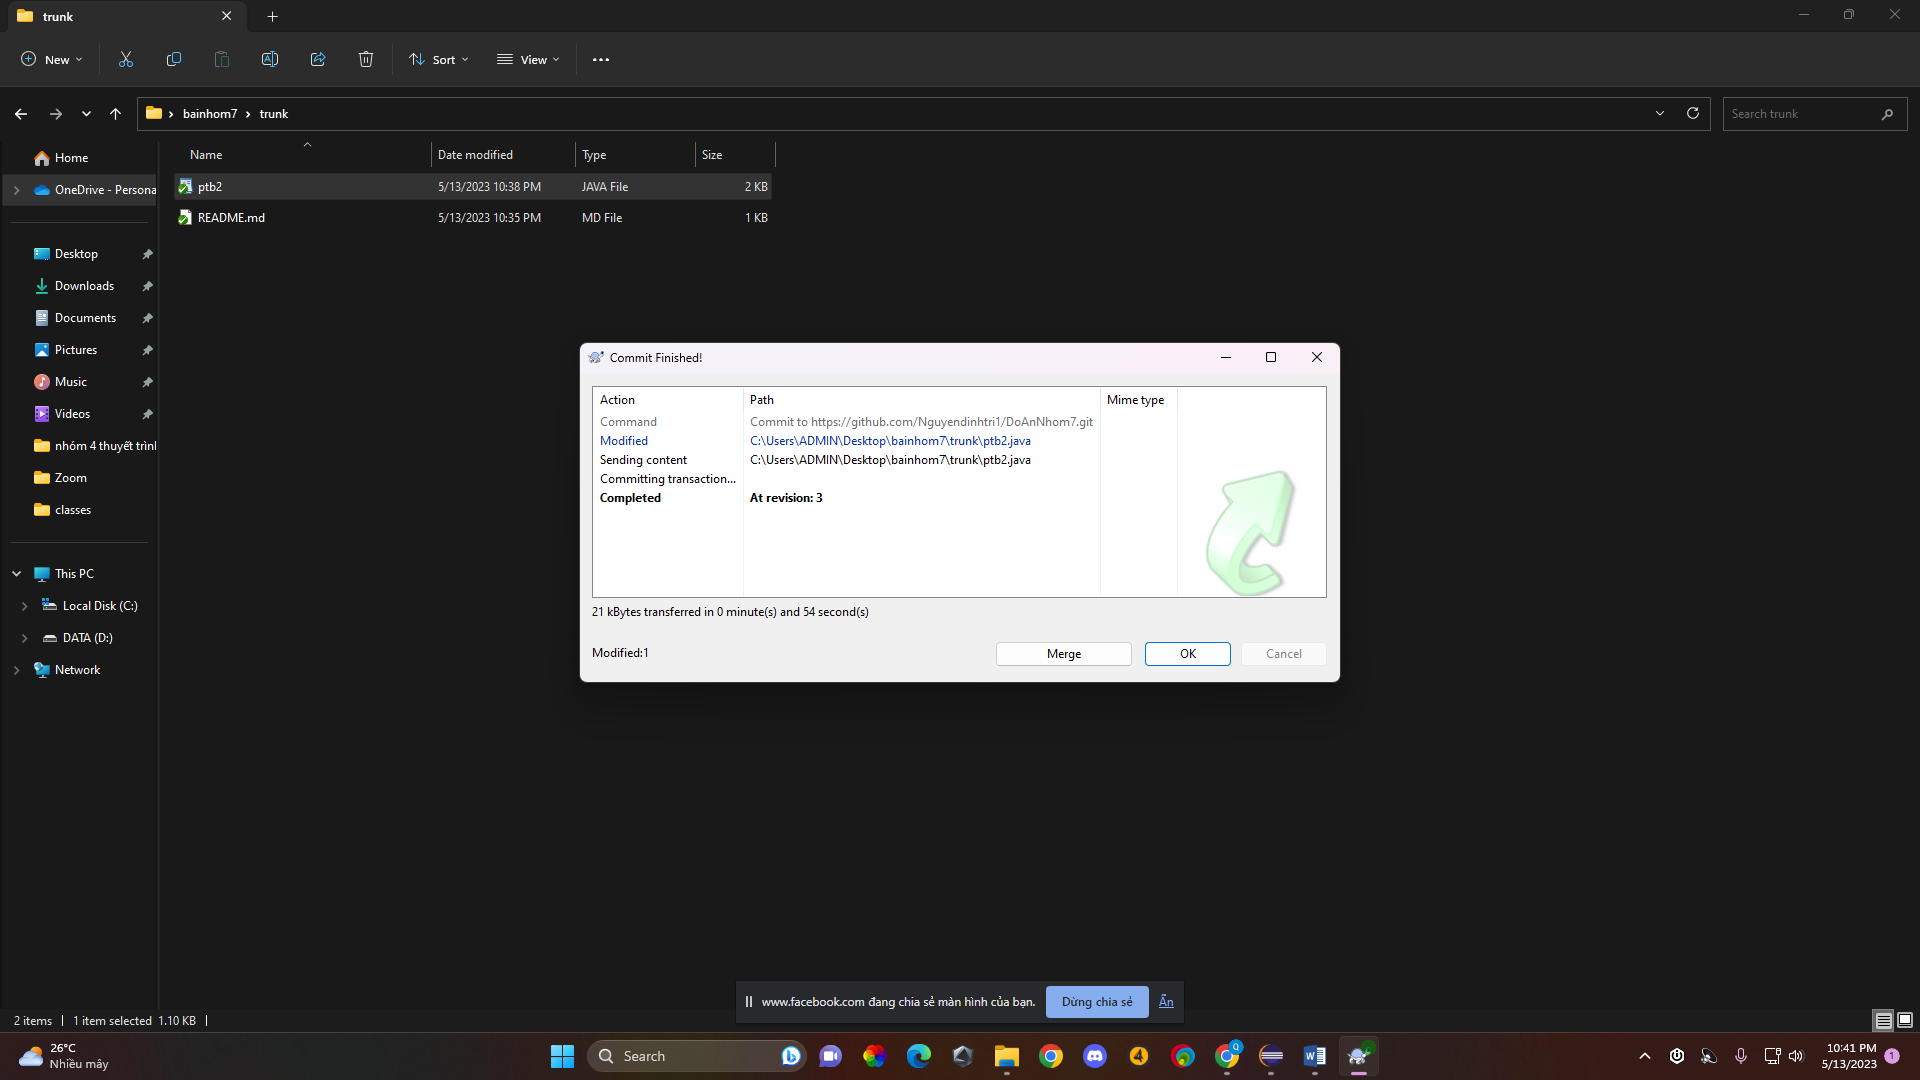 trunk
New
Sort
View
bainhom7 > trunk
Search trunk
Name
Date modified
Type
Size
Home
OneDrive - Persona
ptb2
5/13/2023 10:38 PM
JAVA File
2 KB
README.md
5/13/2023 10:35 PM
MD File
1 KB
Desktop
Downloads
Documents
Pictures
Music
Videos
nhóm 4 thuyết trình
Zoom
classes
This PC
Local Disk (C:)
DATA (D:)
Network
Commit Finished!
Action
Path
Mime type
Command
Commit to https://github.com/Nguyendinhtri1/DoAnNhom7.git
Modified
C:\Users\ADMIN\Desktop\bainhom7\trunk\ptb2.java
Sending content
C:\Users\ADMIN\Desktop\bainhom7\trunk\ptb2.java
Committing transaction...
Completed
At revision: 3
21 kBytes transferred in 0 minute(s) and 54 second(s)
Modified:1
Merge
OK
Cancel
www.facebook.com đang chia sẻ màn hình của bạn.
Dừng chia sẻ
Ẩn
2 items
1 item selected 1.10 KB
26°C
Nhiều mây
Search
10:41 PM
5/13/2023
1